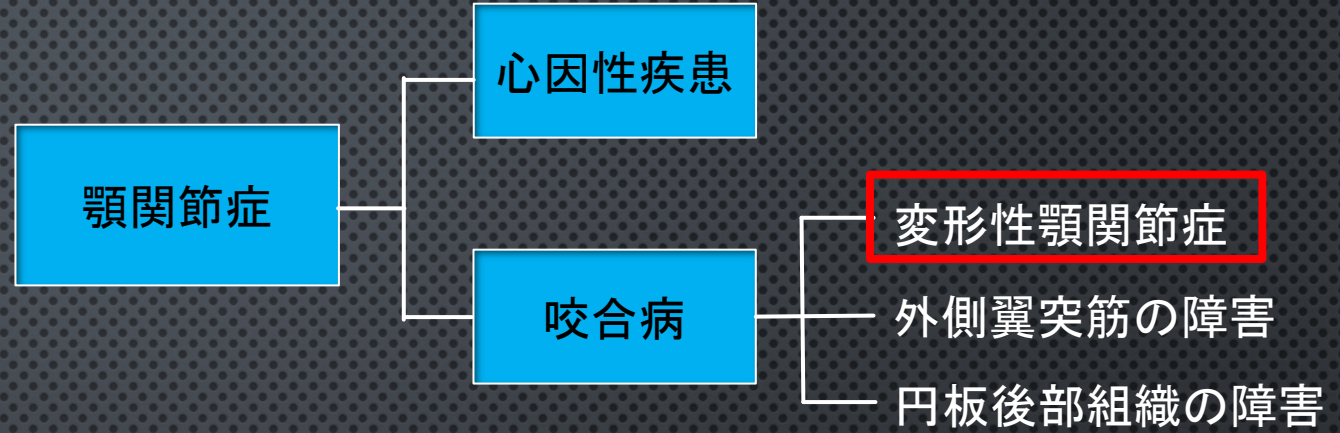 心因性疾患
顎関節症
変形性顎関節症
咬合病
外側翼突筋の障害
円板後部組織の障害